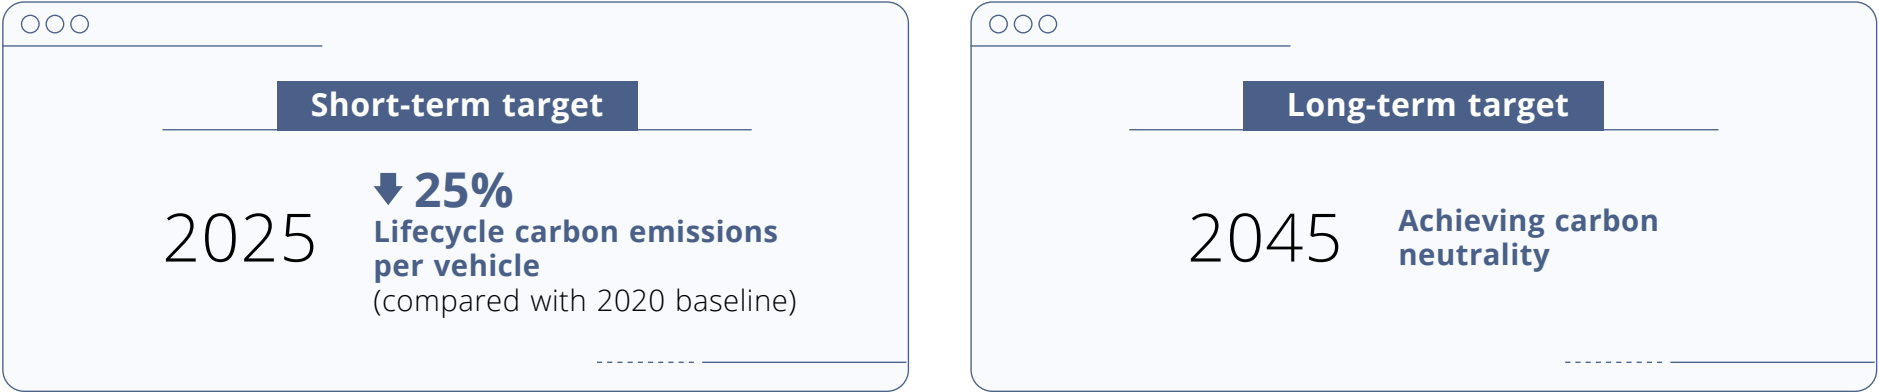 Short-term target
2025
25%
Lifecycle carbon emissions
per vehicle
(compared with 2020 baseline)
Long-term target
2045
Achieving carbon
neutrality